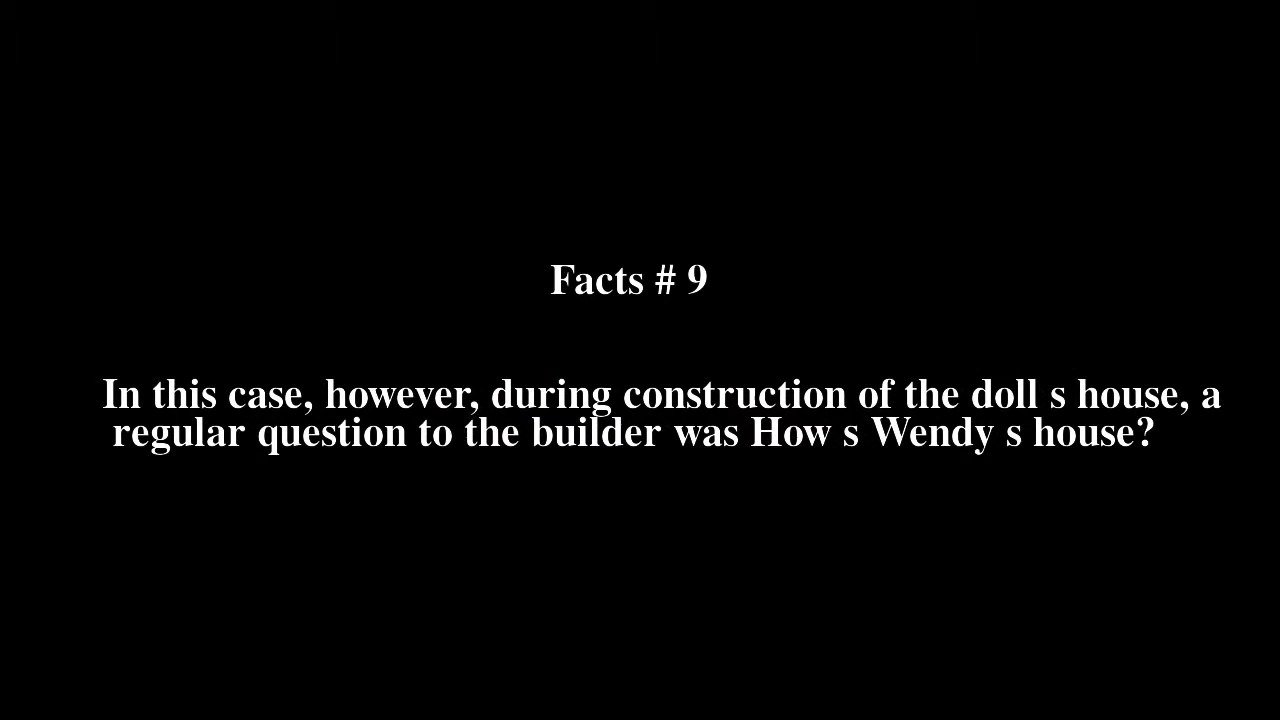 Facts # 9
In this case, however, during construction of the doll s house, a
regular question to the builder was How s Wendy s house?